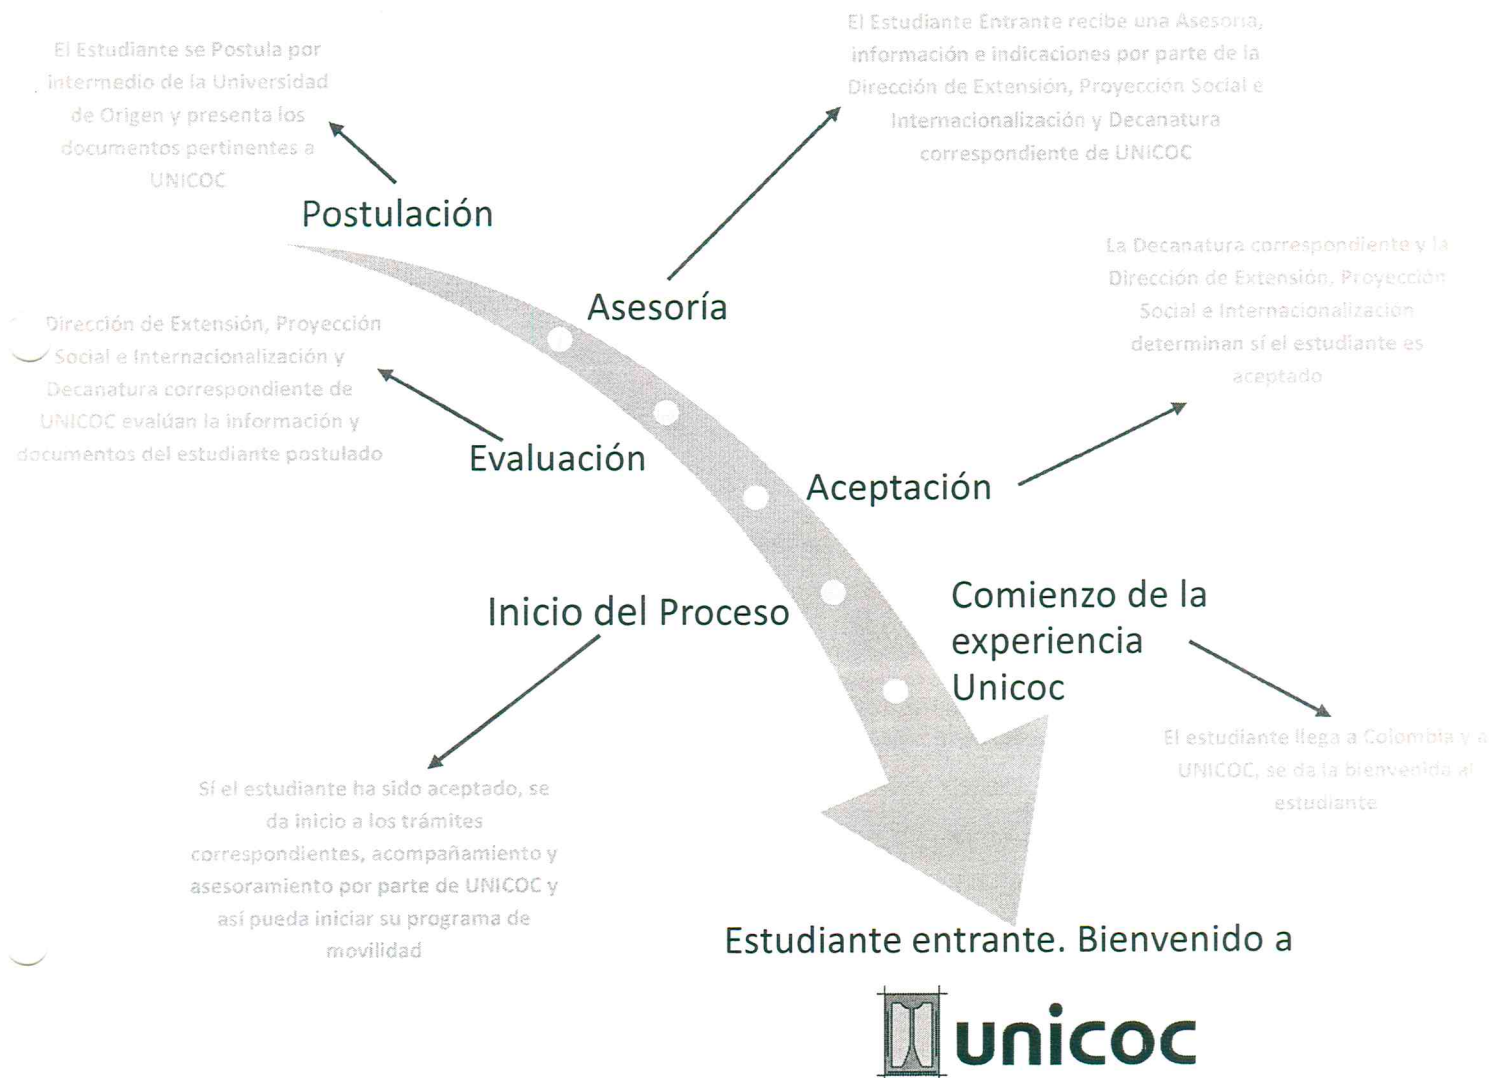 El Estudiante se Postula por
intermedio de la Universidad
de Origen y presenta los
documentos pertinentes a
UNICOC
Postulación
El Estudiante Entrante recibe una Asesoría,
información e indicaciones por parte de la
Dirección de Extensión, Proyección Social e
Internacionalización y Decanatura
correspondiente de UNICOC
Asesoría
Dirección de Extensión, Proyección
Social e Internacionalización y
Decanatura correspondiente de
UNICOC evalúan la información y
documentos del estudiante postulado
Evaluación
La Decanatura correspondiente y la
Dirección de Extensión, Proyección
Social e Internacionalización
determinan sí el estudiante es
aceptado
Aceptación
Inicio del Proceso
Sí el estudiante ha sido aceptado, se
da inicio a los trámites
correspondientes, acompañamiento y
asesoramiento por parte de UNICOC y
así pueda iniciar su programa de
movilidad
Comienzo de la
experiencia
Unicoc
El estudiante llega a Colombia y a
UNICOC, se da la bienvenida al
estudiante
Estudiante entrante. Bienvenido a
unicoc